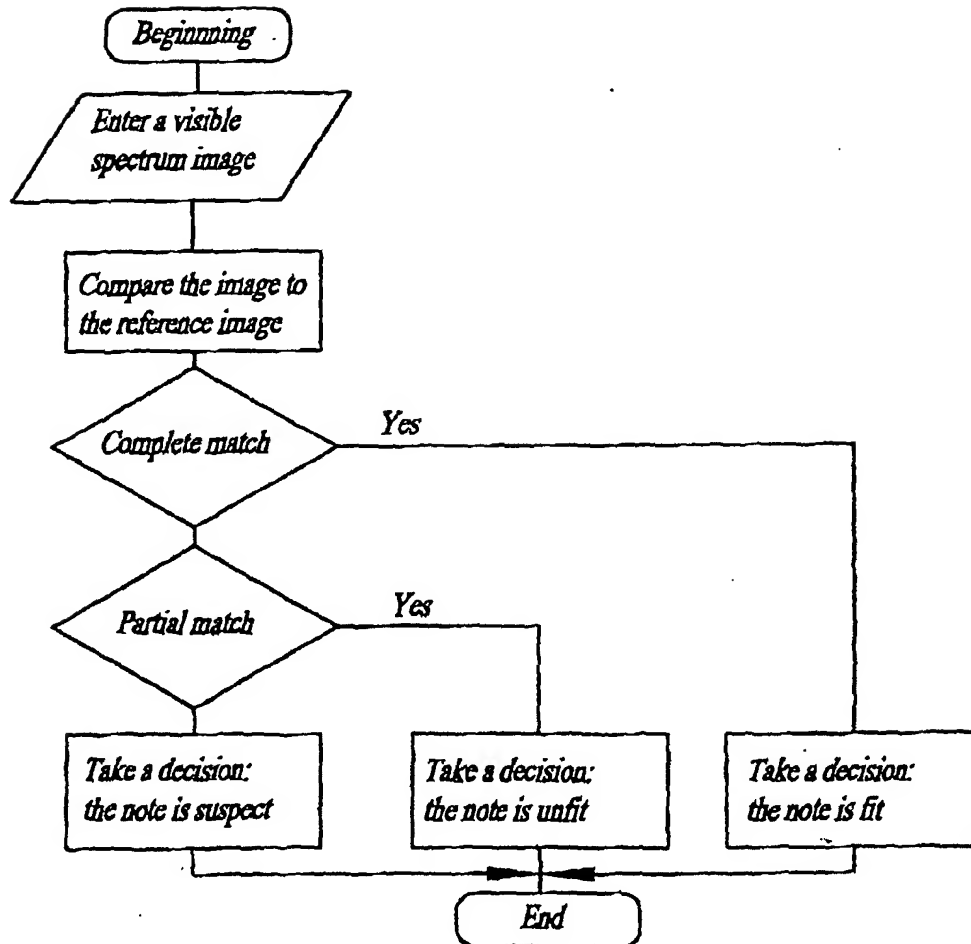 Beginnning
Enter a visible
spectrum image
Compare the image to
the reference image
Complete match
Yes
Partial match
Yes
Take a decision:
the note is suspect
Take a decision:
the note is unfit
Take a decision:
the note is fit
End